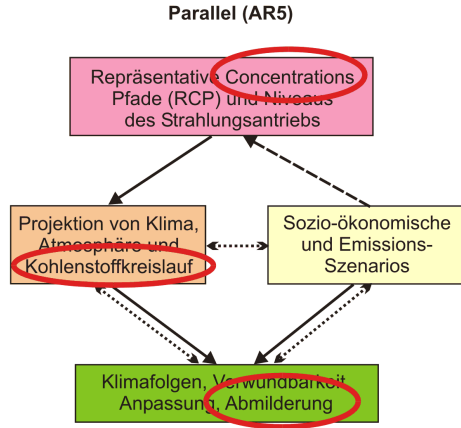 Parallel (AR5)
Repräsentative Concentrations
Pfade (RCP) und Niveaus
des Strahlungsantriebs
Projektion von Klima,
Atmosphäre und
Kohlenstoffkreislauf
Sozio-ökonomische
und Emissions-
Szenarios
Klimafolgen, Verwundbarkeit
Anpassung, Abmilderung